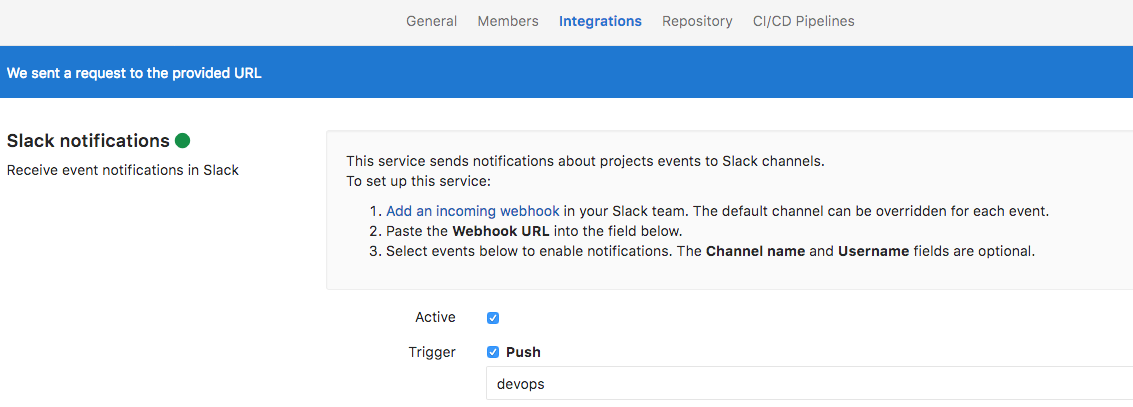 General Members Integrations Repository CI/CD Pipelines
We sent a request to the provided URL
Slack notifications
Receive event notifications in Slack
This service sends notifications about projects events to Slack channels.
To set up this service:
1. Add an incoming webhook in your Slack team. The default channel can be overridden for each event.
2. Paste the Webhook URL into the field below.
3. Select events below to enable notifications. The Channel name and Username fields are optional.
Active
Trigger Push
devops